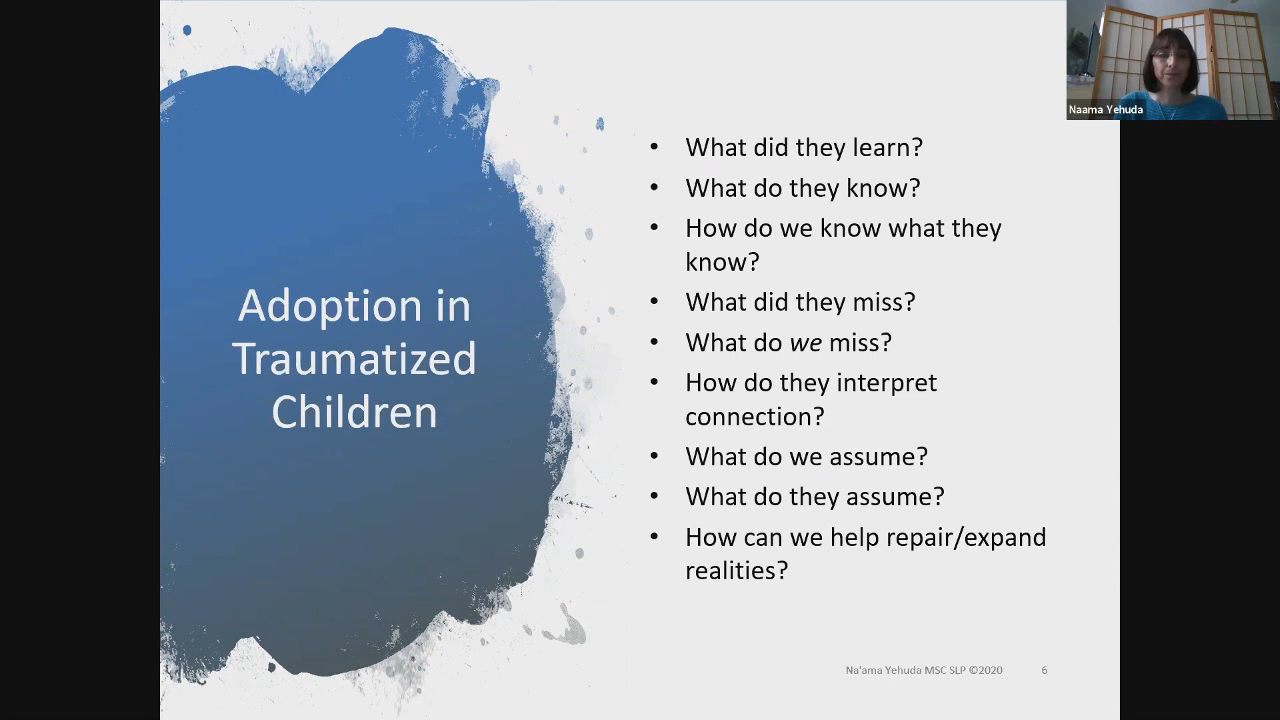 Naama Yehuda
Adoption in
Traumatized
Children
• What did they learn?
• What do they know?
• How do we know what they
know?
• What did they miss?
• What do we miss?
• How do they interpret
connection?
• What do we assume?
• What do they assume?
• How can we help repair/expand
realities?
Na'ama Yehuda MSC SLP ©2020
6